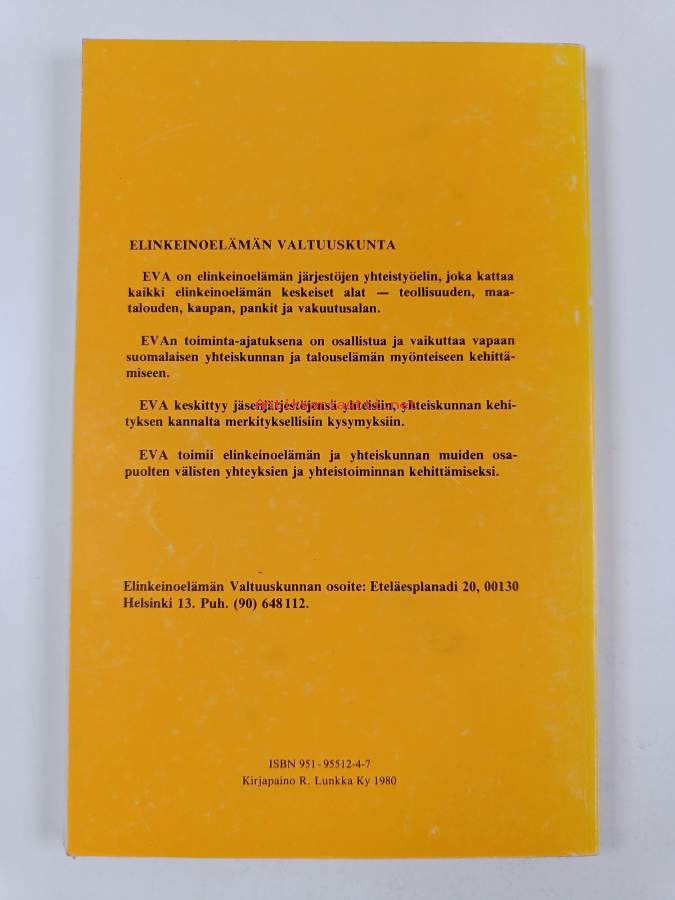 ELINKEINOELÄMÄN VALTUUSKUNTA
EVA on elinkeinoelämän järjestöjen yhteistyöelin, joka kattaa
kaikki elinkeinoelämän keskeiset alat — teollisuuden, maa-
talouden, kaupan, pankit ja vakuutusalan.
EVAn toiminta-ajatuksena on osallistua ja vaikuttaa vapaan
suomalaisen yhteiskunnan ja talouselämän myönteiseen kehittä-
miseen.
EVA keskittyy jäsenjärjestöjensä yhteisiin, yhteiskunnan kehi-
tyksen kannalta merkityksellisiin kysymyksiin.
EVA toimii elinkeinoelämän ja yhteiskunnan muiden osa-
puolten välisten yhteyksien ja yhteistoiminnan kehittämiseksi.
Elinkeinoelämän Valtuuskunnan osoite: Eteläesplanadi 20, 00130
Helsinki 13. Puh. (90) 648 112.
ISBN 951-95512-4-7
Kirjapaino R. Lunkka Ky 1980